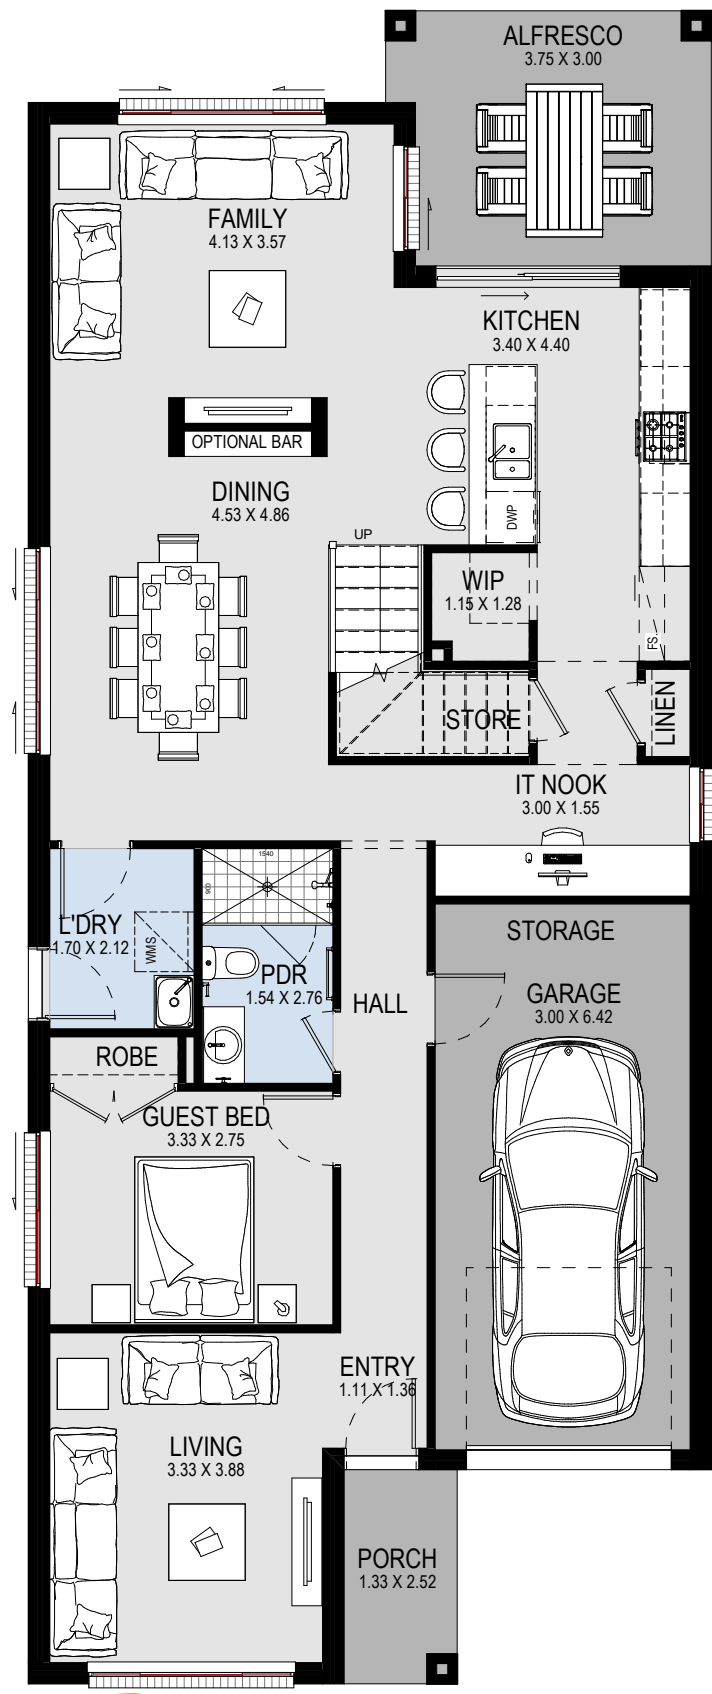 ALFRESCO
3.75 X 3.00
FAMILY
4.13 X 3.57
KITCHEN
3.40 X 4.40
OPTIONAL BAR
DINING
4.53 X 4.86
DWP
UP
WIP
1.15 X 1.28
FS.
STORE
LINEN
IT NOOK
3.00 X 1.55
1540
900
L'DRY
1.70 X 2.12
WMS
PDR
1.54 X 2.76
HALL
STORAGE
GARAGE
3.00 X 6.42
ROBE
GUEST BED
3.33 X 2.75
ENTRY
1.11 X 1.36
LIVING
3.33 X 3.88
PORCH
1.33 X 2.52